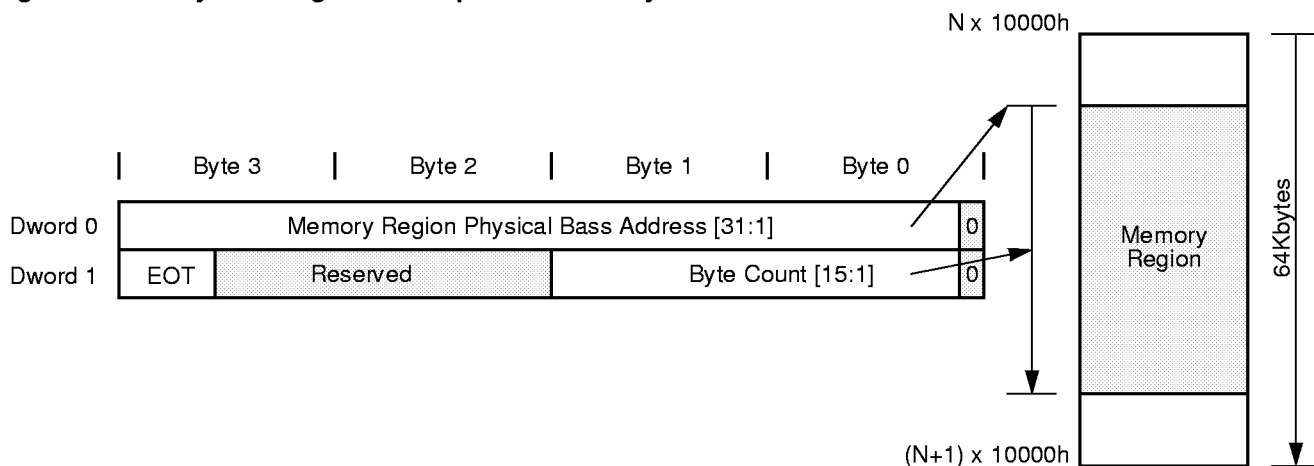 N x 10000h
Byte 3 Byte 2 Byte 1 Byte 0
Dword 0 Memory Region Physical Bass Address [31:1] 0
Dword 1 EOT Reserved Byte Count [15:1] 0
Memory
Region
64Kbytes
(N+1) x 10000h